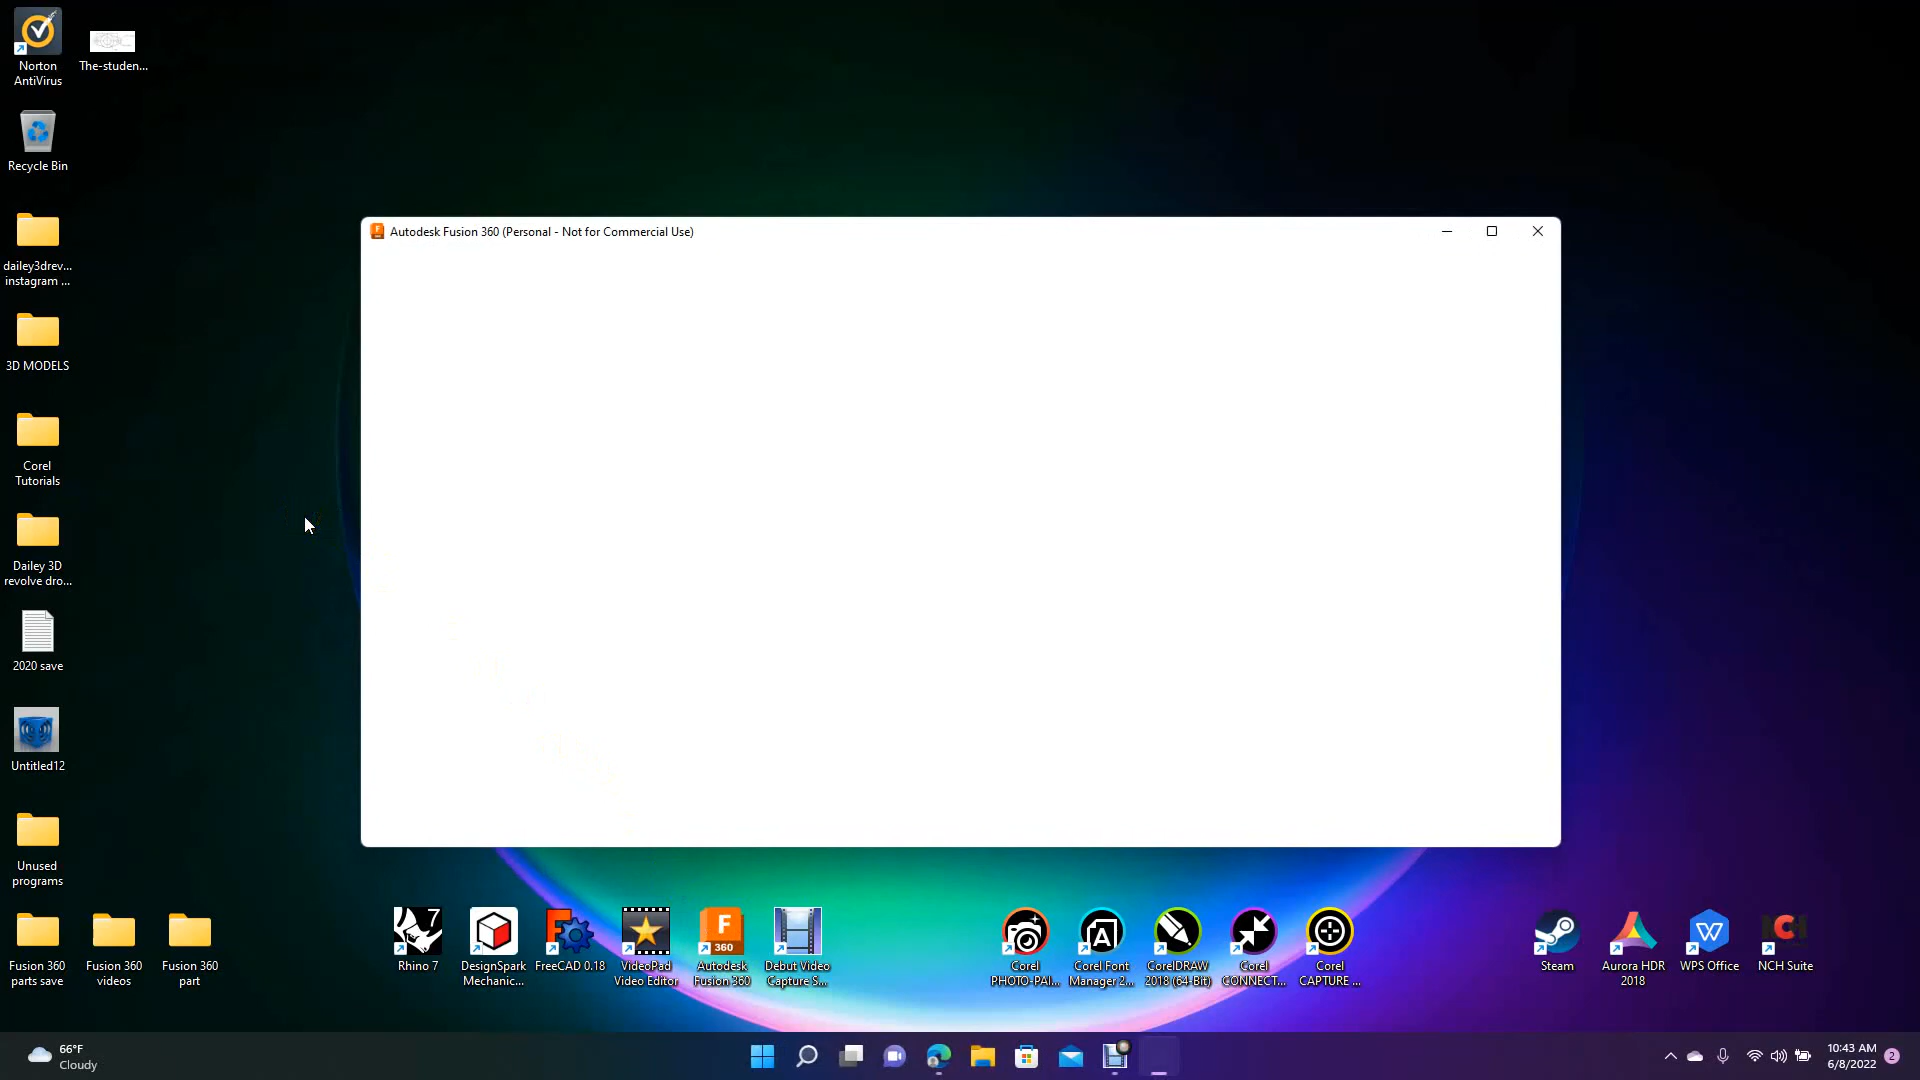 Norton
AntiVirus
The-studen...
Recycle Bin
dailey3drev...
instagram ...
3D MODELS
Corel
Tutorials
Dailey 3D
revolve dro...
2020 save
Untitled12
Unused
programs
Fusion 360
parts save
Fusion 360
videos
Fusion 360
part
Autodesk Fusion 360 (Personal - Not for Commercial Use)
7
Rhino 7
DesignSpark
Mechanic...
FreeCAD 0.18
VideoPad
Video Editor
F
360
Autodesk
Fusion 360
Debut Video
Capture S...
Corel
PHOTO-PAI...
A
Corel Font
Manager 2...
CorelDRAW
2018 (64-Bit)
Corel
CONNECT...
Corel
CAPTURE ...
Steam
Aurora HDR
2018
W
WPS Office
NCH
NCH Suite
66°F
Cloudy
10:43 AM
6/8/2022
2